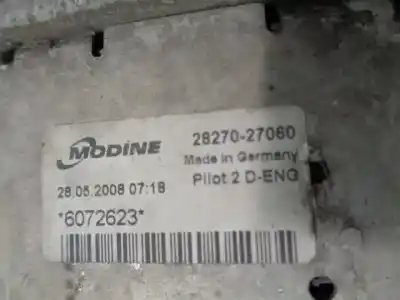 MODINE
28270-27060
Made in Germany
28.05.2008 07:18
Pilot 2 D-ENG
*6072623*